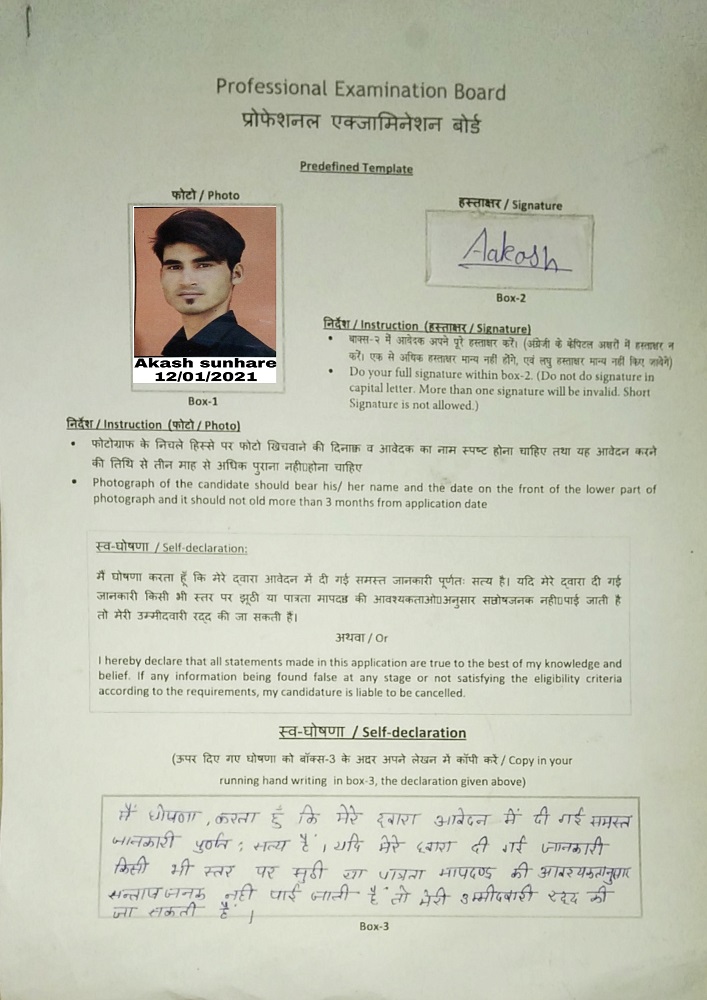 Professional Examination Board
प्रोफेशनल एक्जामिनेशन बोर्ड
Predefined Template
फोटो / Photo
Akash sunhare
12/01/2021
Box-1
हस्ताक्षर / Signature
Aakash
Box-2
निर्देश / Instruction (हस्ताक्षर / Signature)
• बाक्स-२ में आवेदक अपने पूरे हस्ताक्षर करें। (अंग्रेजी के केपिटल अक्षरों में हस्ताक्षर न
करें। एक से अधिक हस्ताक्षर मान्य नहीं होंगे, एवं लघु हस्ताक्षर मान्य नहीं किए जावेंगें)
• Do your full signature within box-2. (Do not do signature in
capital letter. More than one signature will be invalid. Short
Signature is not allowed.)
निर्देश / Instruction (फोटो / Photo)
• फोटोग्राफ के निचले हिस्से पर फोटो खिचवाने की दिनाक व आवेदक का नाम स्पष्ट होना चाहिए तथा यह आवेदन करने
की तिथि से तीन माह से अधिक पुराना नही▯होना चाहिए
• Photograph of the candidate should bear his/ her name and the date on the front of the lower part of
photograph and it should not old more than 3 months from application date
स्व-घोषणा / Self-declaration:
मैं घोषणा करता हूँ कि मेरे द्वारा आवेदन में दी गई समस्त जानकारी पूर्णतः सत्य है। यदि मेरे द्वारा दी गई
जानकारी किसी भी स्तर पर झूठी या पात्रता मापदण्ड की आवश्यकताओ▯अनुसार सतोषजनक नही▯पाई जाती है
तो मेरी उम्मीदवारी रद्द की जा सकती हैं।
अथवा / Or
I hereby declare that all statements made in this application are true to the best of my knowledge and
belief. If any information being found false at any stage or not satisfying the eligibility criteria
according to the requirements, my candidature is liable to be cancelled.
स्व-घोषणा / Self-declaration
(ऊपर दिए गए घोषणा को बॉक्स-3 के अदर अपने लेखन में कॉपी करें / Copy in your
running hand writing in box-3, the declaration given above)
मैं घोषणा करता हुँ कि मेरे द्वारा आवेदन में दी गई समस्त
जानकारी पुर्णत: सत्य है। यदि मेरे द्वारा दी गई जानकारी
किसी भी स्तर पर झुठी या पात्रता मापदण्ड की आवश्यकतानुसार
सन्तोषजनक नही पाई जाती है तो मेरी उम्मीदवारी रद्द की
जा सकती हैं।
Box-3